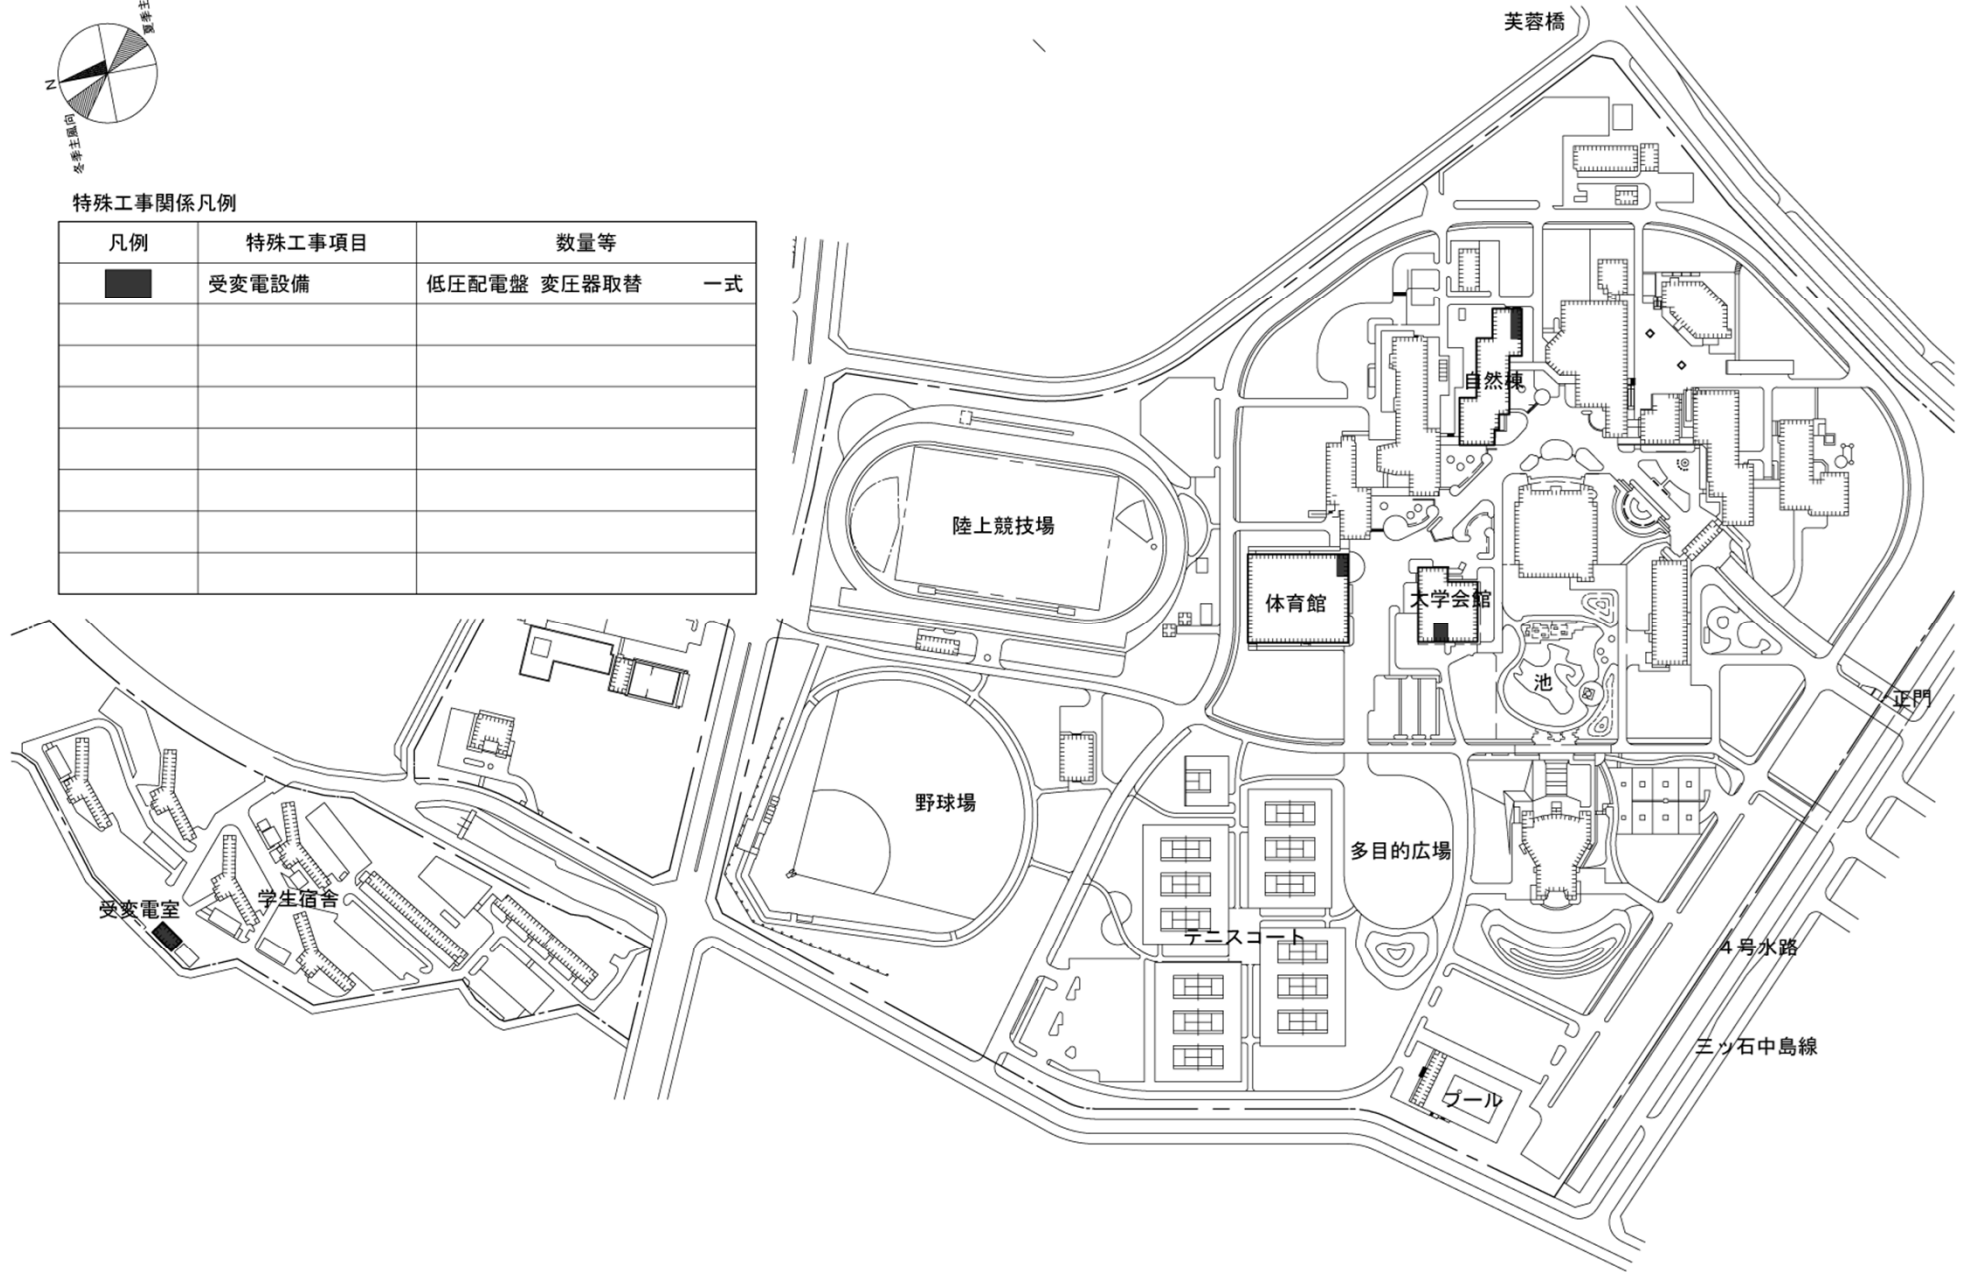 芙蓉橋
夏季主
N
冬季主風向
特殊工事関係凡例
凡例 特殊工事項目 数量等
受変電設備 低圧配電盤 変圧器取替 一式
自然棟
陸上競技場
体育館
大学会館
池
正門
野球場
多目的広場
学生宿舎
受変電室
テニスコート
4号水路
三ッ石中島線
プール